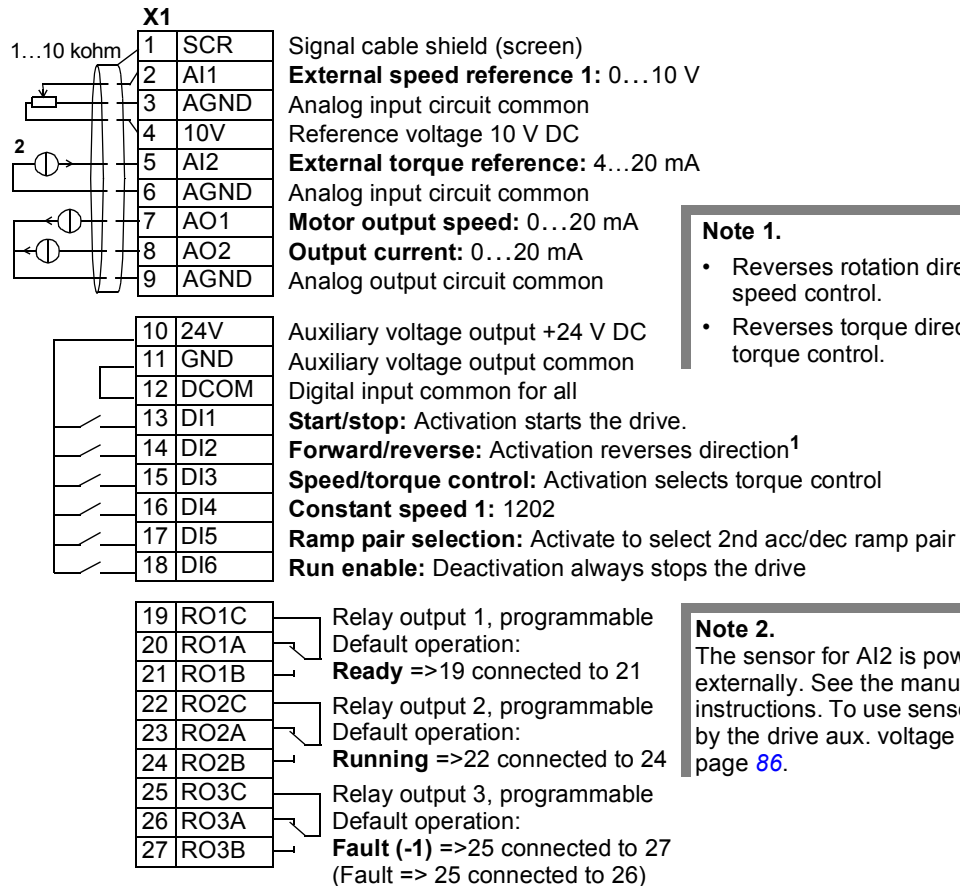 X1
1…10 kohm
1 SCR Signal cable shield (screen)
2 AI1 External speed reference 1: 0…10 V
3 AGND Analog input circuit common
4 10V Reference voltage 10 V DC
2
5 AI2 External torque reference: 4…20 mA
6 AGND Analog input circuit common
7 AO1 Motor output speed: 0…20 mA
8 AO2 Output current: 0…20 mA
9 AGND Analog output circuit common
Note 1.
• Reverses rotation dire
speed control.
• Reverses torque direc
torque control.
10 24V Auxiliary voltage output +24 V DC
11 GND Auxiliary voltage output common
12 DCOM Digital input common for all
13 DI1 Start/stop: Activation starts the drive.
14 DI2 Forward/reverse: Activation reverses direction1
15 DI3 Speed/torque control: Activation selects torque control
16 DI4 Constant speed 1: 1202
17 DI5 Ramp pair selection: Activate to select 2nd acc/dec ramp pair
18 DI6 Run enable: Deactivation always stops the drive
19 RO1C Relay output 1, programmable
20 RO1A Default operation:
21 RO1B Ready =>19 connected to 21
22 RO2C Relay output 2, programmable
23 RO2A Default operation:
24 RO2B Running =>22 connected to 24
25 RO3C Relay output 3, programmable
26 RO3A Default operation:
27 RO3B Fault (-1) =>25 connected to 27
(Fault => 25 connected to 26)
Note 2.
The sensor for AI2 is pow
externally. See the manu
instructions. To use sens
by the drive aux. voltage
page 86.